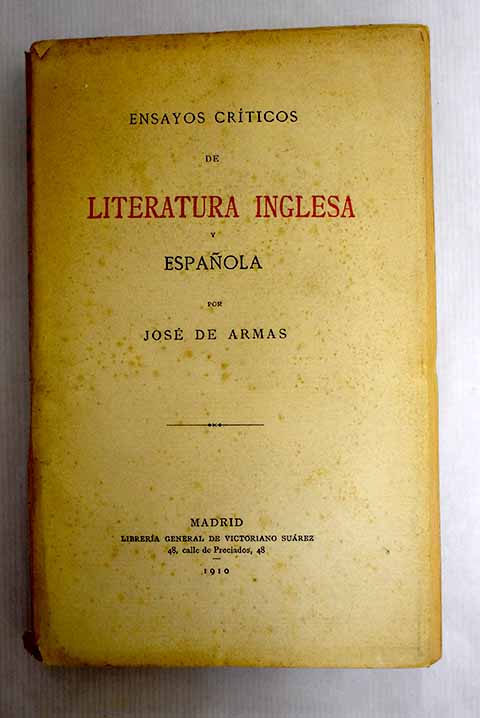 ENSAYOS CRÍTICOS
DE
LITERATURA INGLESA
Y
ESPAÑOLA
POR
JOSÉ DE ARMAS
MADRID
LIBRERÍA GENERAL DE VICTORIANO SUÁREZ
48, calle de Preciados, 48
1910